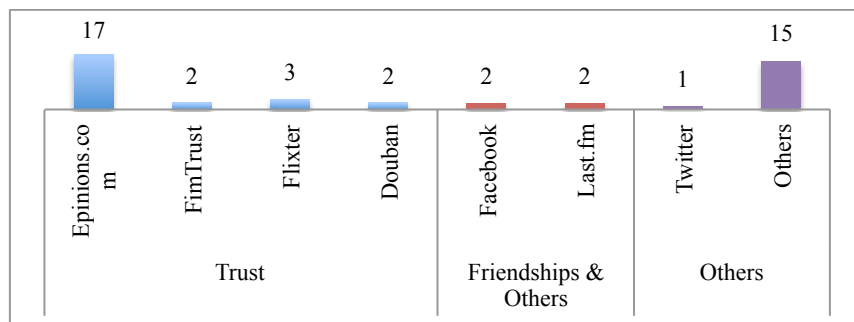 17
2
3
2
2
2
1
15
Epinions.co
m
FimTrust
Flixter
Douban
Facebook
Last.fm
Twitter
Others
Trust
Friendships &
Others
Others